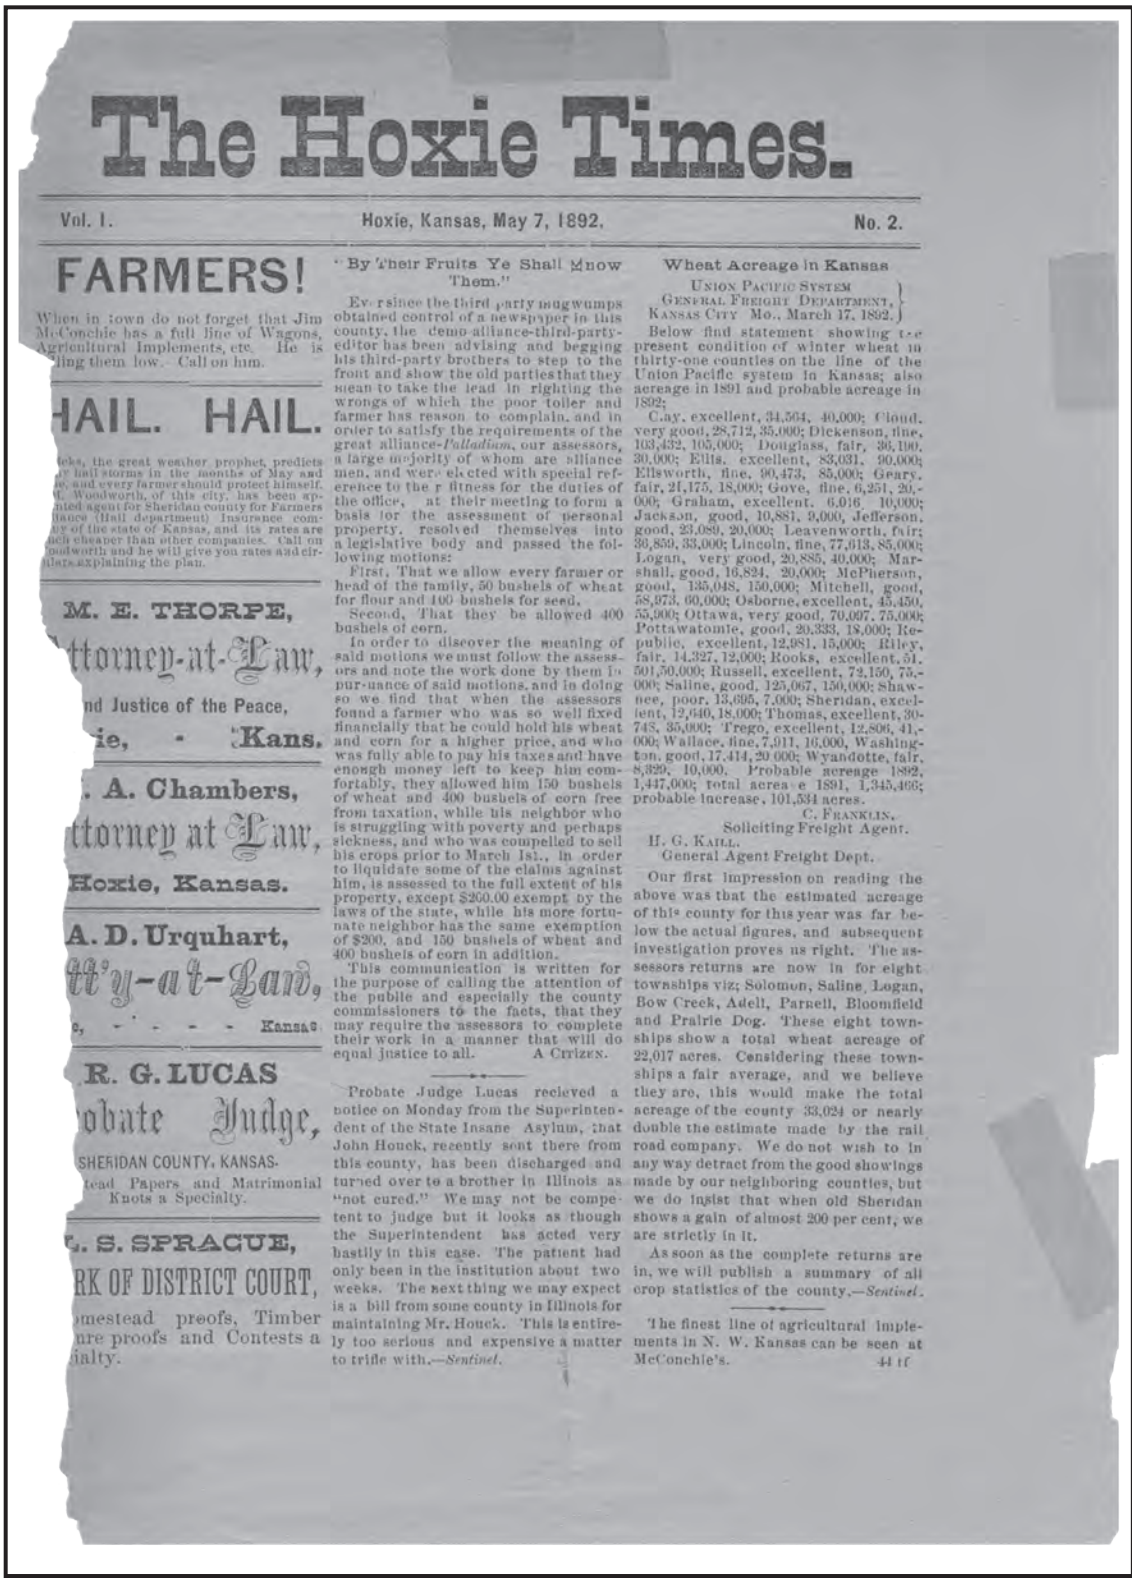 The Hoxie Times.
Vol. I.
Hoxie, Kansas, May 7, 1892.
No. 2.
FARMERS!
When in town do not forget that Jim
McConchie has a full line of Wagons,
Agricultural Implements, etc. He is
ling them low. Call on him.
HAIL. HAIL.
the great weather prophet, predicts
hail storms in the months of May and
and every farmer should protect himself.
Woodworth, of this city, has been ap-
nted agent for Sheridan county for Farmers
liance (Hail department) Insurance com-
ny of the state of Kansas, and its rates are
uch cheaper than other companies. Call on
oodworth and he will give you rates and cir-
ulars explaining the plan.
M. E. THORPE,
ttorney-at-Law,
nd Justice of the Peace,
ie, - Kans.
. A. Chambers,
ttorney at Law,
Hoxie, Kansas.
A. D. Urquhart,
Att'y-at-Law,
e, - - - - Kansas
R. G. LUCAS
obate Judge,
SHERIDAN COUNTY, KANSAS.
tead Papers and Matrimonial
Knots a Specialty.
L. S. SPRAGUE,
RK OF DISTRICT COURT,
omestead proofs, Timber
ure proofs and Contests a
ialty.
"By Their Fruits Ye Shall Know
Them."
Ever since the third party mugwumps
obtained control of a newspaper in this
county, the demo-alliance-third-party-
editor has been advising and begging
his third-party brothers to step to the
front and show the old parties that they
mean to take the lead in righting the
wrongs of which the poor toiler and
farmer has reason to complain, and in
order to satisfy the requirements of the
great alliance-Palladium, our assessors,
a large majority of whom are alliance
men, and were elected with special ref-
erence to the r fitness for the duties of
the office, at their meeting to form a
basis for the assessment of personal
property, resolved themselves into
a legislative body and passed the fol-
lowing motions:
First, That we allow every farmer or
head of the family, 50 bushels of wheat
for flour and 100 bushels for seed.
Second, That they be allowed 400
bushels of corn.
In order to discover the meaning of
said motions we must follow the assess-
ors and note the work done by them in
pursuance of said motions, and in doing
so we find that when the assessors
found a farmer who was so well fixed
financially that he could hold his wheat
and corn for a higher price, and who
was fully able to pay his taxes and have
enough money left to keep him com-
fortably, they allowed him 150 bushels
of wheat and 400 bushels of corn free
from taxation, while his neighbor who
is struggling with poverty and perhaps
sickness, and who was compelled to sell
his crops prior to March 1st., in order
to liquidate some of the claims against
him, is assessed to the full extent of his
property, except $200.00 exempt by the
laws of the state, while his more fortu-
nate neighbor has the same exemption
of $200, and 150 bushels of wheat and
400 bushels of corn in addition.
This communication is written for
the purpose of calling the attention of
the public and especially the county
commissioners to the facts, that they
may require the assessors to complete
their work in a manner that will do
equal justice to all. A CITIZEN.
Probate Judge Lucas recieved a
notice on Monday from the Superinten-
dent of the State Insane Asylum, that
John Houck, recently sent there from
this county, has been discharged and
turned over to a brother in Illinois as
"not cured." We may not be compe-
tent to judge but it looks as though
the Superintendent has acted very
hastily in this case. The patient had
only been in the institution about two
weeks. The next thing we may expect
is a bill from some county in Illinois for
maintaining Mr. Houck. This is entire-
ly too serious and expensive a matter
to trifle with.—Sentinel.
Wheat Acreage in Kansas
UNION PACIFIC SYSTEM
GENERAL FREIGHT DEPARTMENT,
KANSAS CITY Mo., March 17, 1892.
Below find statement showing the
present condition of winter wheat in
thirty-one counties on the line of the
Union Pacific system in Kansas; also
acreage in 1891 and probable acreage in
1892;
Clay, excellent, 34,564, 40,000; Cloud,
very good, 28,712, 35,000; Dickenson, fine,
103,432, 105,000; Douglass, fair, 36,190,
30,000; Ellis, excellent, 83,031, 90,000;
Ellsworth, fine, 90,473, 85,000; Geary,
fair, 21,175, 18,000; Gove, fine, 6,251, 20,-
000; Graham, excellent, 6,016, 10,000;
Jackson, good, 10,881, 9,000, Jefferson,
good, 23,089, 20,000; Leavenworth, fair;
36,859, 33,000; Lincoln, fine, 77,613, 85,000;
Logan, very good, 20,885, 40,000; Mar-
shall, good, 16,824, 20,000; McPherson,
good, 135,048, 150,000; Mitchell, good,
58,973, 60,000; Osborne, excellent, 45,450,
55,000; Ottawa, very good, 70,097, 75,000;
Pottawatomie, good, 20,333, 18,000; Re-
public, excellent, 12,981, 15,000; Riley,
fair, 14,327, 12,000; Rooks, excellent, 51,
501, 50,000; Russell, excellent, 72,150, 75,-
000; Saline, good, 125,067, 150,000; Shaw-
nee, poor, 13,695, 7,000; Sheridan, excel-
lent, 12,640, 18,000; Thomas, excellent, 30-
748, 35,000; Trego, excellent, 12,806, 41,-
000; Wallace, fine, 7,911, 16,000, Washing-
ton, good, 17,414, 20 000; Wyandotte, fair,
8,329, 10,000. Probable acreage 1892,
1,447,000; total acrea e 1891, 1,345,466;
probable increase, 101,534 acres.
C. FRANKLIN,
Soliciting Freight Agent.
H. G. KAILL,
General Agent Freight Dept.
Our first impression on reading the
above was that the estimated acreage
of this county for this year was far be-
low the actual figures, and subsequent
investigation proves us right. The as-
sessors returns are now in for eight
townships viz; Solomon, Saline, Logan,
Bow Creek, Adell, Parnell, Bloomfield
and Prairie Dog. These eight town-
ships show a total wheat acreage of
22,017 acres. Considering these town-
ships a fair average, and we believe
they are, this would make the total
acreage of the county 33,024 or nearly
double the estimate made by the rail
road company. We do not wish to in
any way detract from the good showings
made by our neighboring counties, but
we do insist that when old Sheridan
shows a gain of almost 200 per cent, we
are strictly in it.
As soon as the complete returns are
in, we will publish a summary of all
crop statistics of the county.—Sentinel.
The finest line of agricultural imple-
ments in N. W. Kansas can be seen at
McConchie's. 44 tf